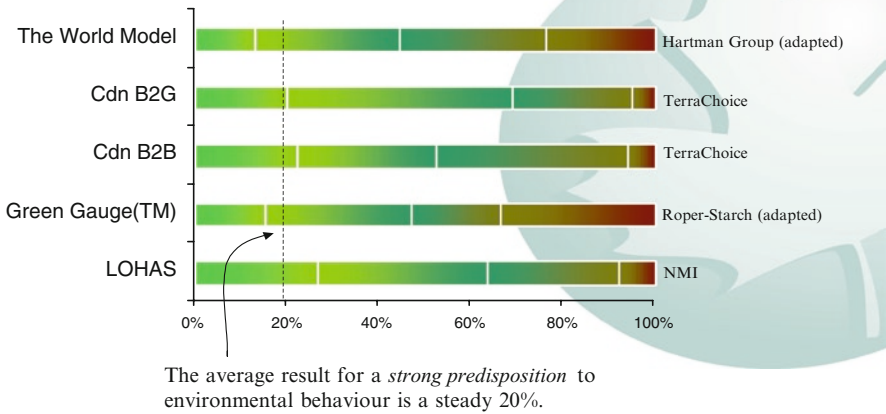 The World Model
Hartman Group (adapted)
Cdn B2G
TerraChoice
Cdn B2B
TerraChoice
Green Gauge(TM)
Roper-Starch (adapted)
LOHAS
NMI
0% 20% 40% 60% 80% 100%
The average result for a strong predisposition to
environmental behaviour is a steady 20%.